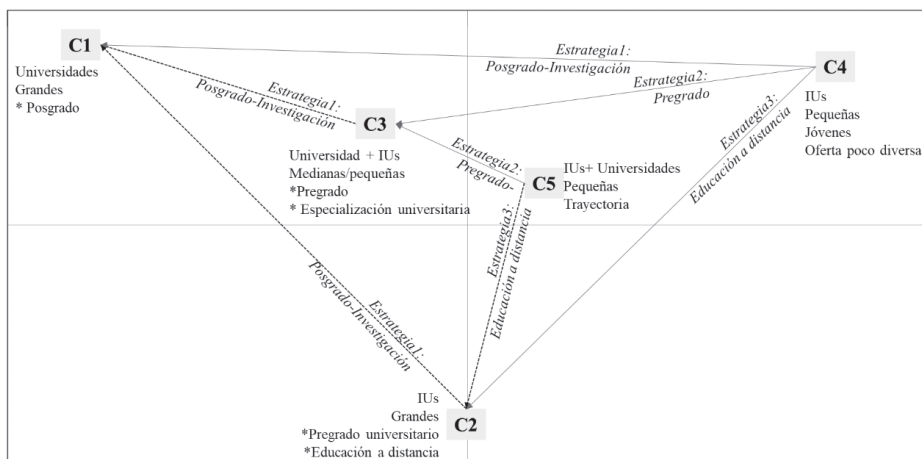 C1
Universidades
Grandes
* Posgrado
Estrategia1:
Posgrado-Investigación
C4
IUs
Pequeñas
Jóvenes
Oferta poco diversa
Estrategia1:
Posgrado-Investigación
Estrategia2:
Pregrado
C3
Universidad + IUs
Medianas/pequeñas
*Pregrado
* Especialización universitaria
Estrategia2:
Pregrado-
C5
IUs+ Universidades
Pequeñas
Trayectoria
Estrategia3:
Educación a distancia
Estrategia3:
Educación a distancia
Estrategia1:
Posgrado-Investigación
C2
IUs
Grandes
*Pregrado universitario
*Educación a distancia